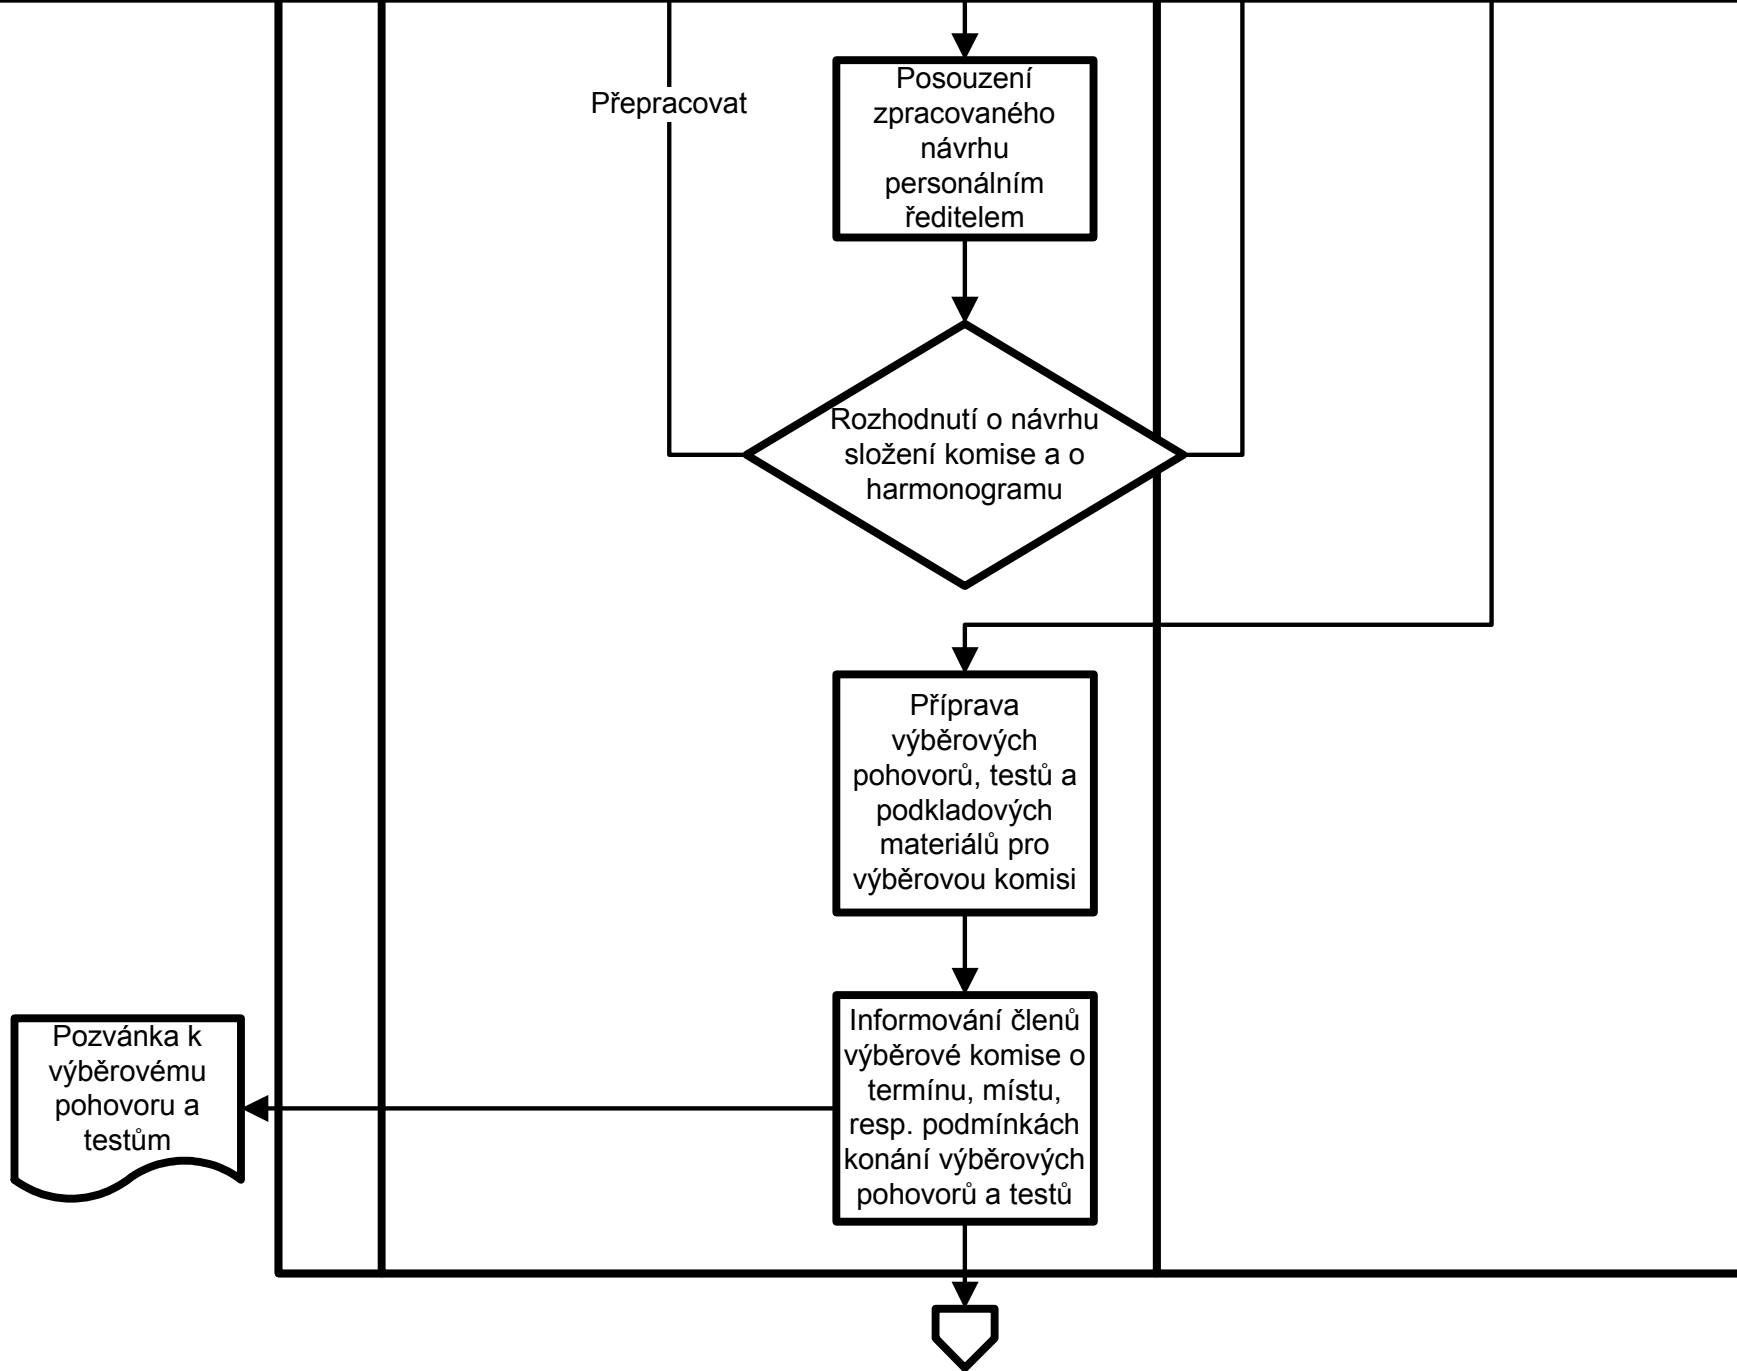 Posouzení
zpracovaného
návrhu
personálním
ředitelem
Přepracovat
Rozhodnutí o návrhu
složení komise a o
harmonogramu
Příprava
výběrových
pohovorů, testů a
podkladových
materiálů pro
výběrovou komisi
Informování členů
výběrové komise o
termínu, místu,
resp. podmínkách
konání výběrových
pohovorů a testů
Pozvánka k
výběrovému
pohovoru a
testům